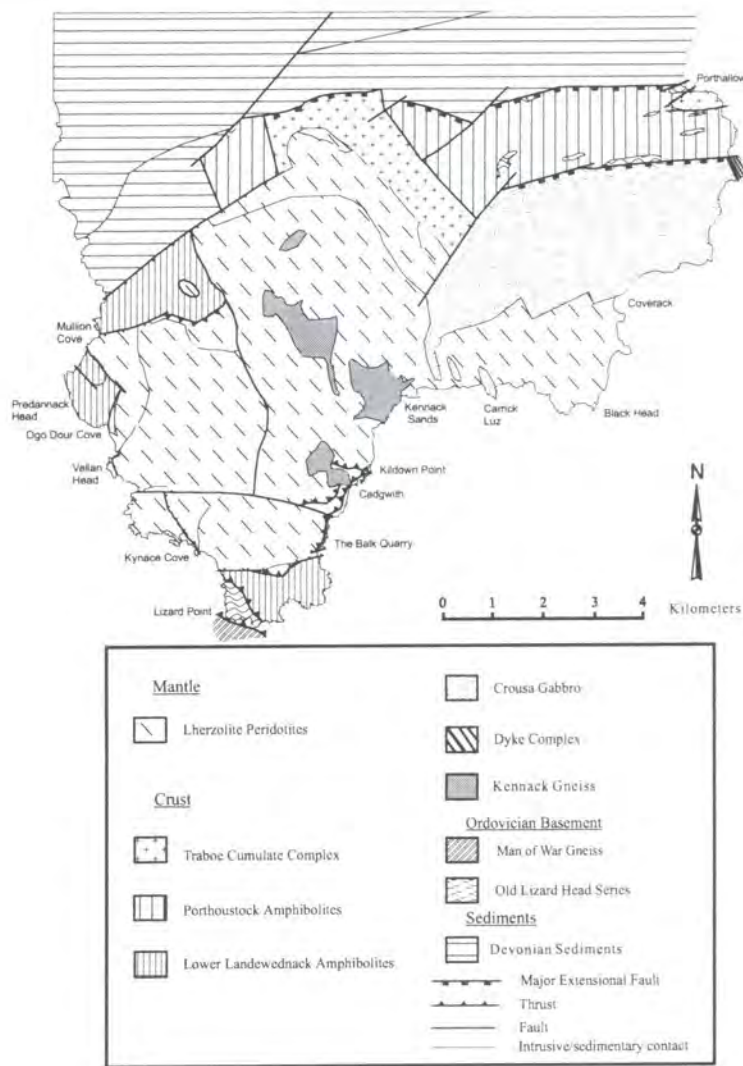 Porthallow
Coverack
Mullion
Cove
Predannack
Head
Ogo Dour Cove
Vellan
Head
Kennack
Sands
Carrick
Luz
Black Head
Kildown Point
Cadgwith
The Balk Quarry
Kynace Cove
Lizard Point
N
0 1 2 3 4
Kilometers
Mantle
Lherzolite Peridotites
Crust
Traboe Cumulate Complex
Porthoustock Amphibolites
Lower Landewednack Amphibolites
Crousa Gabbro
Dyke Complex
Kennack Gneiss
Ordovician Basement
Man of War Gneiss
Old Lizard Head Series
Sediments
Devonian Sediments
Major Extensional Fault
Thrust
Fault
Intrusive/sedimentary contact